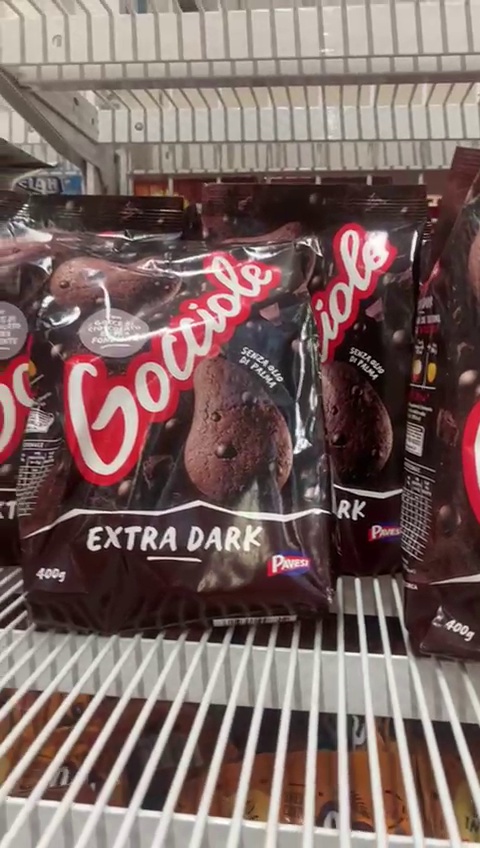 Gocciole
SENZA OLIO
DI PALMA
EXTRA DARK
PAVESI
400g
iole
SENZA OLIO
DI PALMA
RK
PAVESI
400g